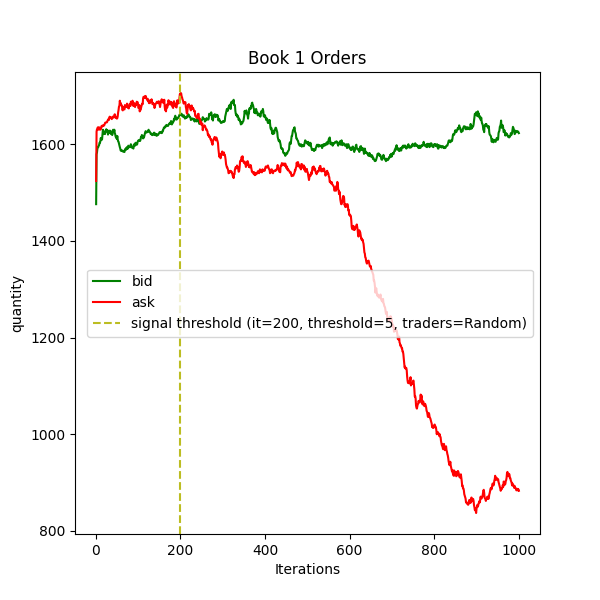 Book 1 Orders
quantity
1600
1400
1200
1000
800
bid
ask
signal threshold (it=200, threshold=5, traders=Random)
0 200 400 600 800 1000
Iterations